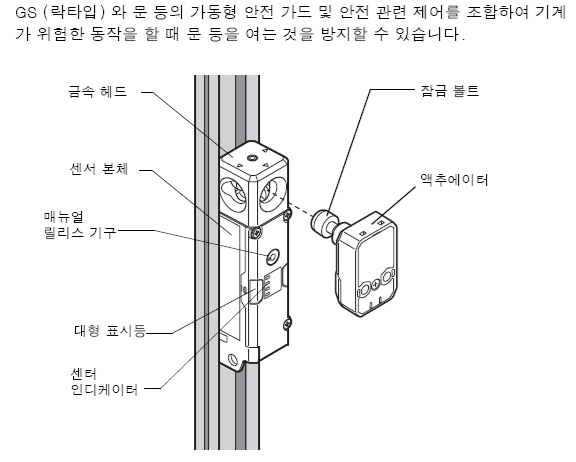 GS (락타입) 와 문 등의 가동형 안전 가드 및 안전 관련 제어를 조합하여 기계
가 위험한 동작을 할 때 문 등을 여는 것을 방지할 수 있습니다.
금속 헤드
잠금 볼트
센서 본체
액추에이터
매뉴얼
릴리스 기구
대형 표시등
센터
인디케이터